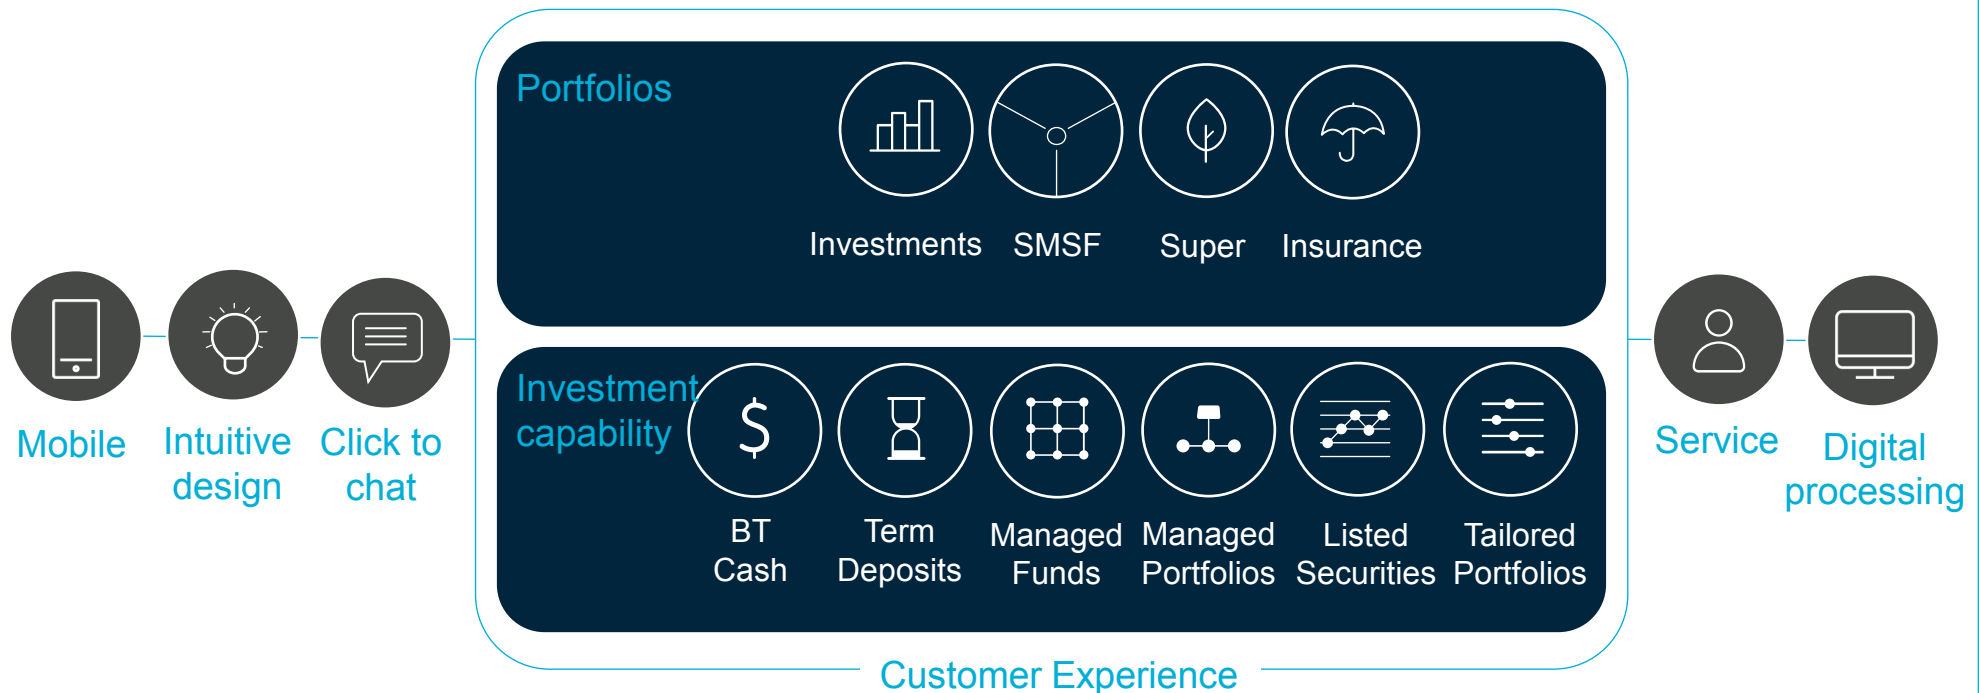 Portfolios
Investments
SMSF
Super
Insurance
Mobile
Intuitive
design
Click to
chat
Investment
capability
BT
Cash
Term
Deposits
Managed
Funds
Managed
Portfolios
Listed
Securities
Tailored
Portfolios
Service
Digital
processing
Customer Experience